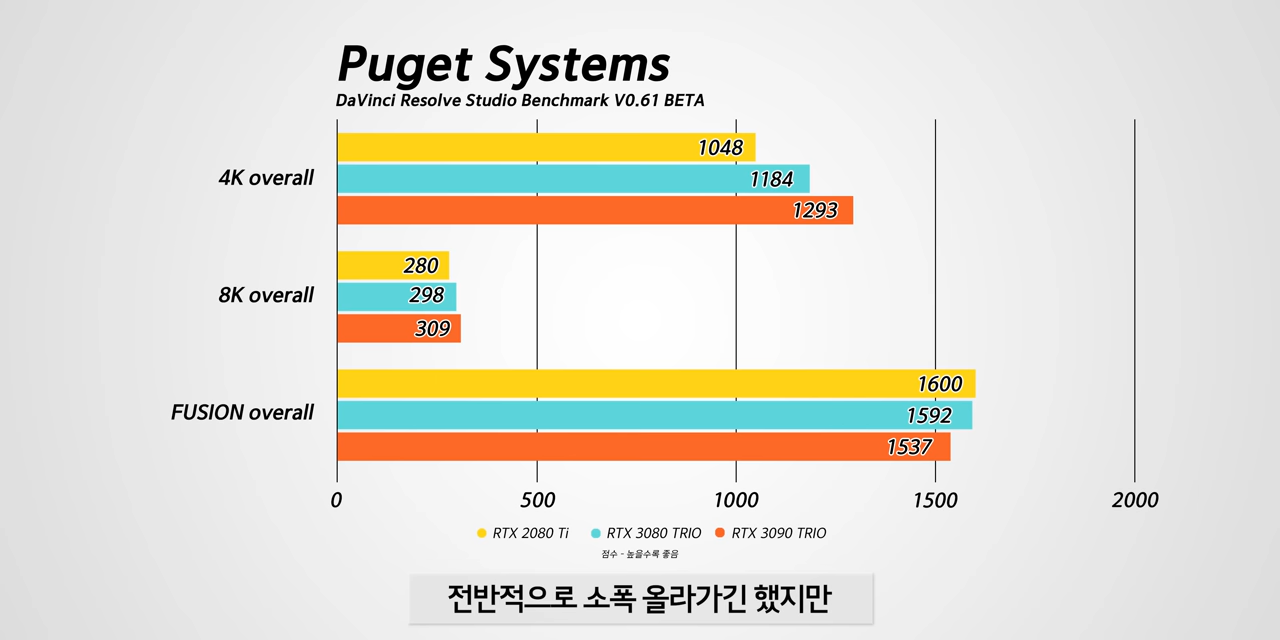 Puget Systems
DaVinci Resolve Studio Benchmark V0.61 BETA
4K overall
1048
1184
1293
8K overall
280
298
309
FUSION overall
1600
1592
1537
0 500 1000 1500 2000
RTX 2080 Ti RTX 3080 TRIO RTX 3090 TRIO
점수 - 높을수록 좋음
전반적으로 소폭 올라가긴 했지만